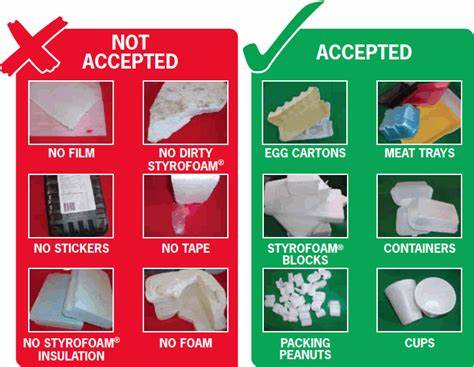 NOT
ACCEPTED
NO FILM
NO DIRTY
STYROFOAM®
NO STICKERS
NO TAPE
NO STYROFOAM®
INSULATION
NO FOAM
ACCEPTED
EGG CARTONS
MEAT TRAYS
STYROFOAM®
BLOCKS
CONTAINERS
PACKING
PEANUTS
CUPS